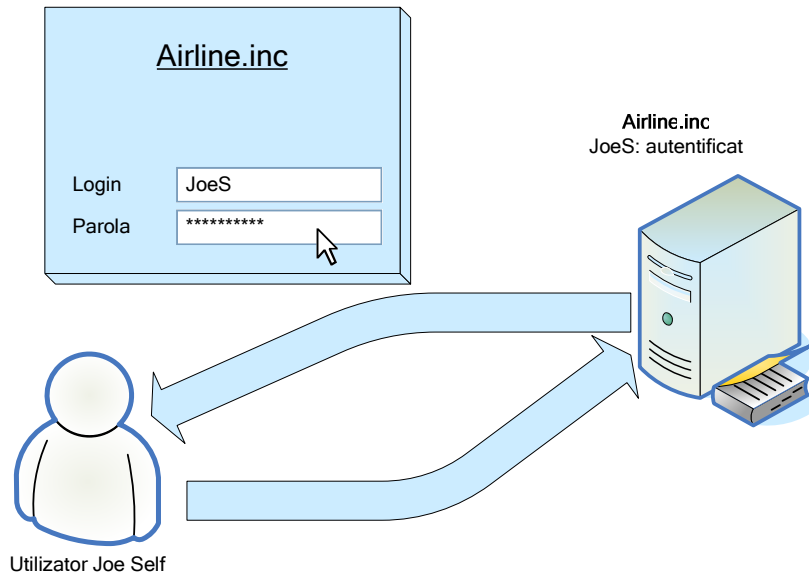 Airline.inc
Login
JoeS
Parola
**********
Airline.inc
JoeS: autentificat
Utilizator Joe Self